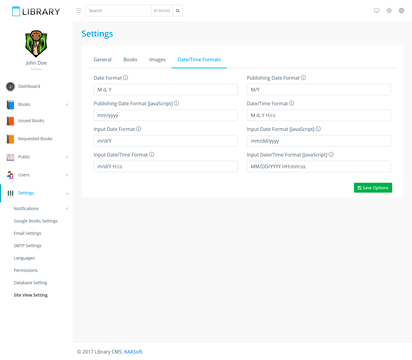 LIBRARY
Search
BY BOOKS
John Doe
Settings
General
Books
Images
Date/Time Formats
Dashboard
Books
Issued Books
Requested Books
Public
Users
Settings
Notifications
Google Books Settings
Email Settings
SMTP Settings
Languages
Permissions
Database Setting
Site View Setting
Date Format
M d, Y
Publishing Date Format
M/Y
Publishing Date Format [JavaScript]
mm/yyyy
Date/Time Format
M d, Y H:i:s
Input Date Format
m/d/Y
Input Date Format [JavaScript]
mm/dd/yyyy
Input Date/Time Format
m/d/Y H:i:s
Input Date/Time Format [JavaScript]
MM/DD/YYYY HH:mm:ss
Save Options
© 2017 Library CMS. KAASoft.